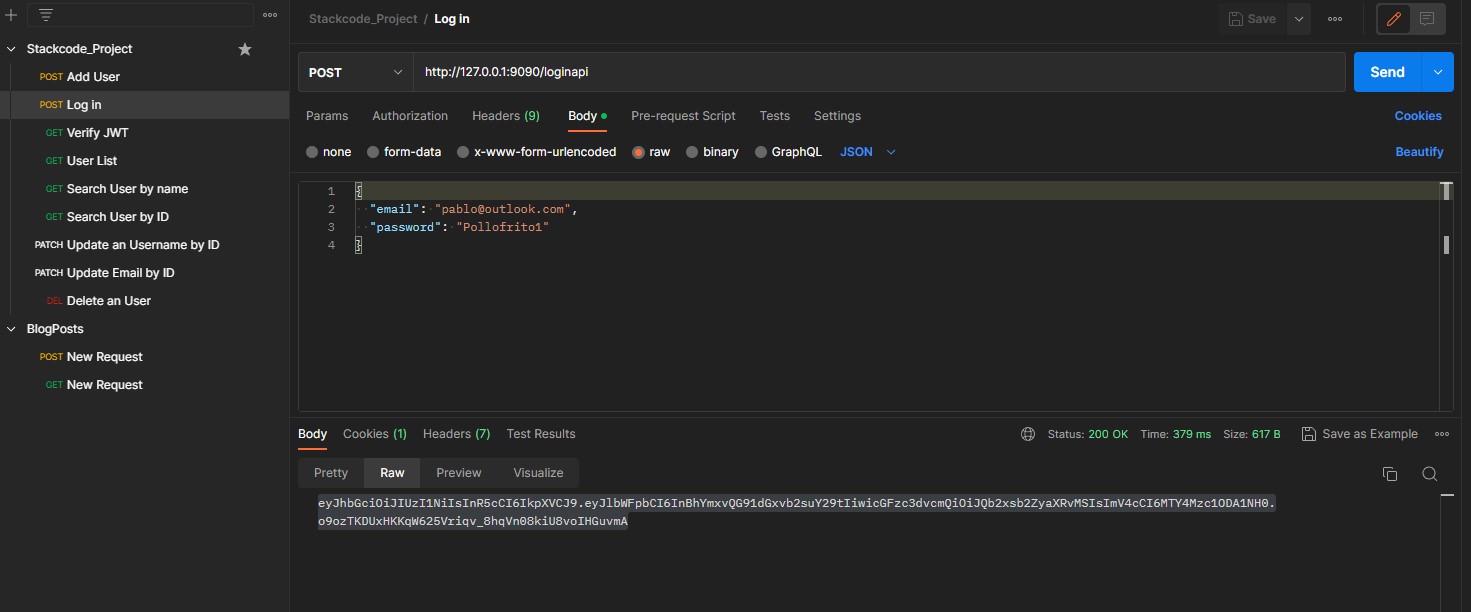 Stackcode_Project / Log in
Save
Stackcode_Project
POST Add User
POST Log in
GET Verify JWT
GET User List
GET Search User by name
GET Search User by ID
PATCH Update an Username by ID
PATCH Update Email by ID
DEL Delete an User
BlogPosts
POST New Request
GET New Request
POST http://127.0.0.1:9090/loginapi Send
Params Authorization Headers (9) Body Pre-request Script Tests Settings Cookies
none form-data x-www-form-urlencoded raw binary GraphQL JSON Beautify
1 {
2 "email": "pablo@outlook.com",
3 "password": "Pollofrito1"
4 }
Body Cookies (1) Headers (7) Test Results Status: 200 OK Time: 379 ms Size: 617 B Save as Example
Pretty Raw Preview Visualize
eyJhbGciOiJIUzI1NiIsInR5cCI6IkpXVCJ9.eyJlbWFpbCI6InBhYmxvQG91dGxvb2suY29tIiwicGFzc3dvcmQiOiJQb2xsb2ZyaXRvMSIsImV4cCI6MTY4Mzc1ODA1NH0.
o9ozTKDUxHKKqW625Vriqv_8hqVn08kiU8voIHGuvmA